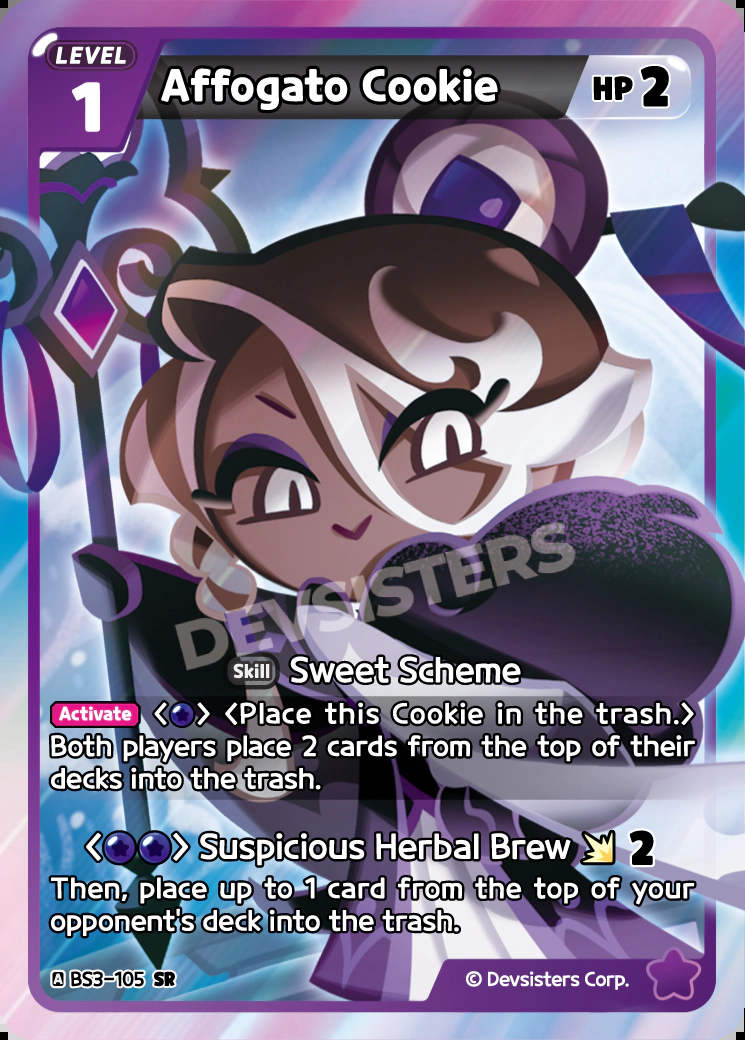 LEVEL
1
Affogato Cookie
HP 2
DEVSISTERS
Skill Sweet Scheme
Activate < > <Place this Cookie in the trash.>
Both players place 2 cards from the top of their
decks into the trash.
< > Suspicious Herbal Brew 2
Then, place up to 1 card from the top of your
opponent's deck into the trash.
A BS3-105 SR
© Devsisters Corp.